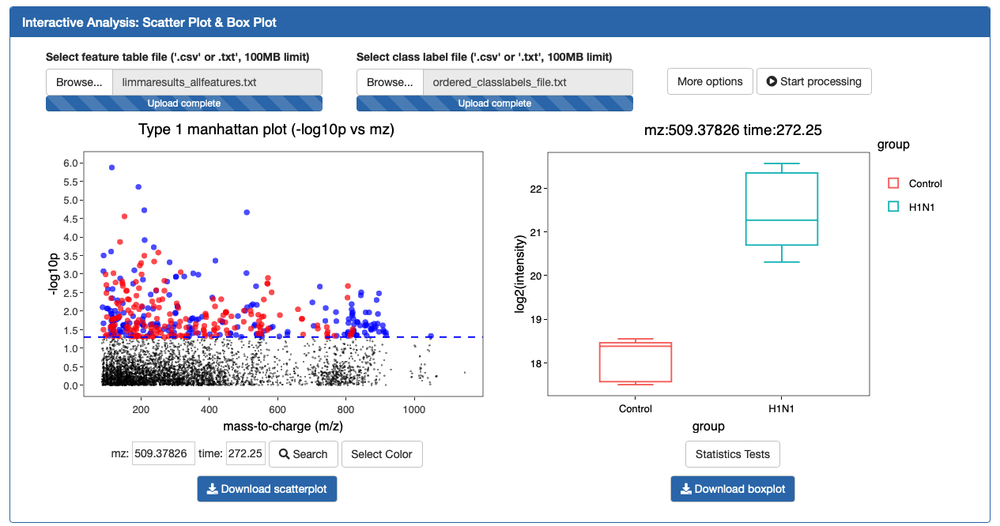 Interactive Analysis: Scatter Plot & Box Plot
Select feature table file ('.csv' or .txt', 100MB limit)
Select class label file ('.csv' or '.txt', 100MB limit)
Browse... limmaresults_allfeatures.txt
Browse... ordered_classlabels_file.txt
More options
Start processing
Upload complete
Upload complete
Type 1 manhattan plot (-log10p vs mz)
-log10p
6.0
5.5
5.0
4.5
4.0
3.5
3.0
2.5
2.0
1.5
1.0
0.5
0.0
200 400 600 800 1000
mass-to-charge (m/z)
mz: 509.37826 time: 272.25 Search Select Color
Download scatterplot
mz:509.37826 time:272.25
group
Control
H1N1
log2(intensity)
22
21
20
19
18
Control H1N1
group
Statistics Tests
Download boxplot